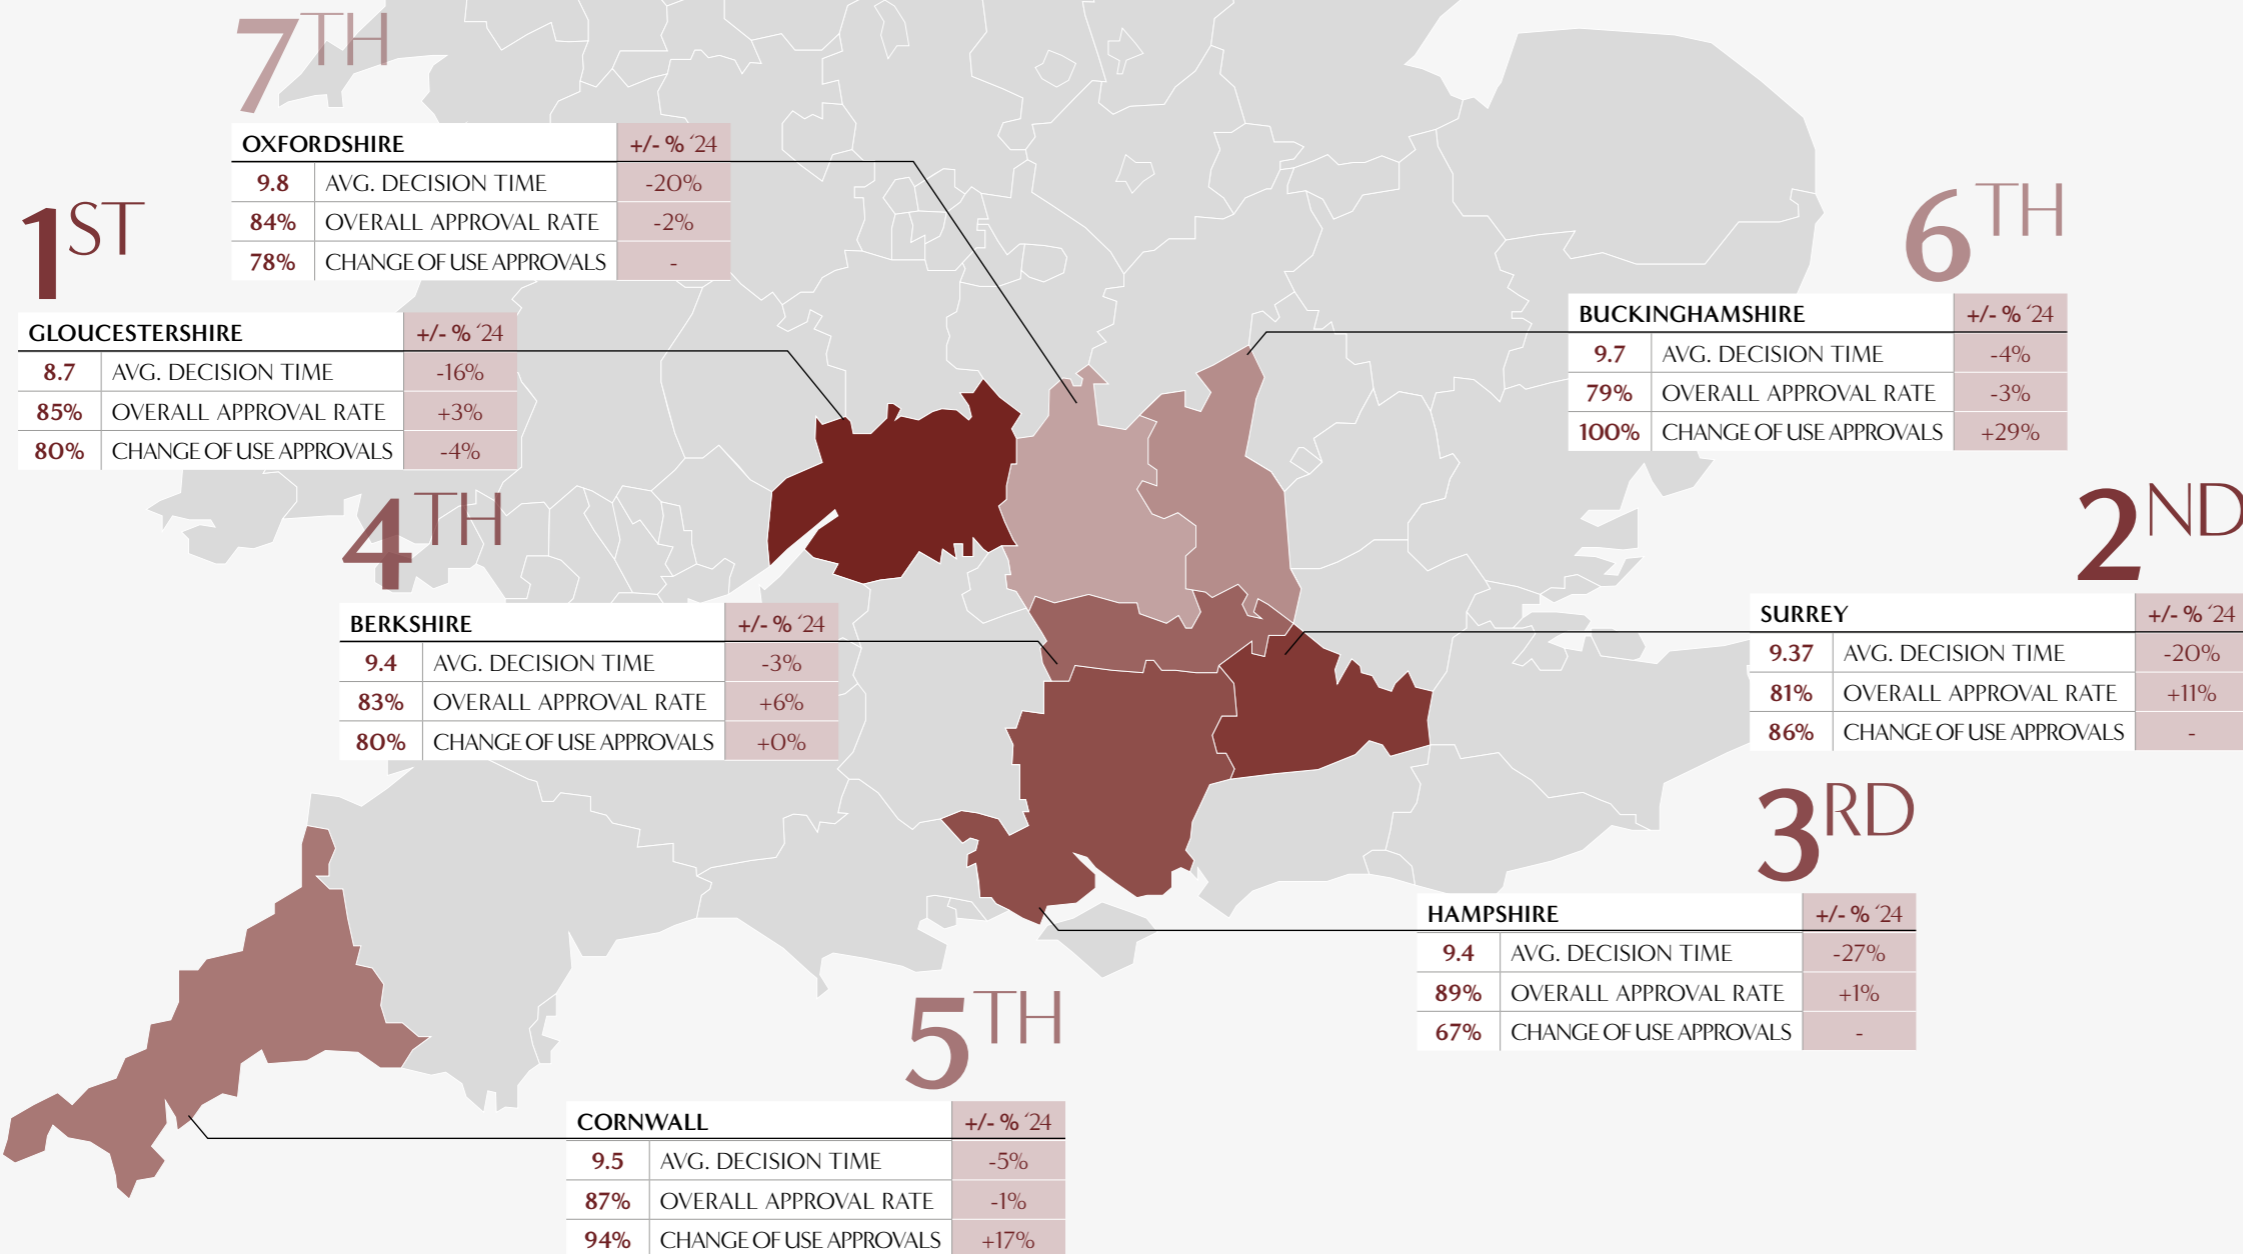 7TH
OXFORDSHIRE +/- % ‘24
9.8 AVG. DECISION TIME -20%
84% OVERALL APPROVAL RATE -2%
78% CHANGE OF USE APPROVALS -
1ST
GLOUCESTERSHIRE +/- % ‘24
8.7 AVG. DECISION TIME -16%
85% OVERALL APPROVAL RATE +3%
80% CHANGE OF USE APPROVALS -4%
6TH
BUCKINGHAMSHIRE +/- % ‘24
9.7 AVG. DECISION TIME -4%
79% OVERALL APPROVAL RATE -3%
100% CHANGE OF USE APPROVALS +29%
4TH
BERKSHIRE +/- % ‘24
9.4 AVG. DECISION TIME -3%
83% OVERALL APPROVAL RATE +6%
80% CHANGE OF USE APPROVALS +0%
2ND
SURREY +/- % ‘24
9.37 AVG. DECISION TIME -20%
81% OVERALL APPROVAL RATE +11%
86% CHANGE OF USE APPROVALS -
3RD
HAMPSHIRE +/- % ‘24
9.4 AVG. DECISION TIME -27%
89% OVERALL APPROVAL RATE +1%
67% CHANGE OF USE APPROVALS -
5TH
CORNWALL +/- % ‘24
9.5 AVG. DECISION TIME -5%
87% OVERALL APPROVAL RATE -1%
94% CHANGE OF USE APPROVALS +17%